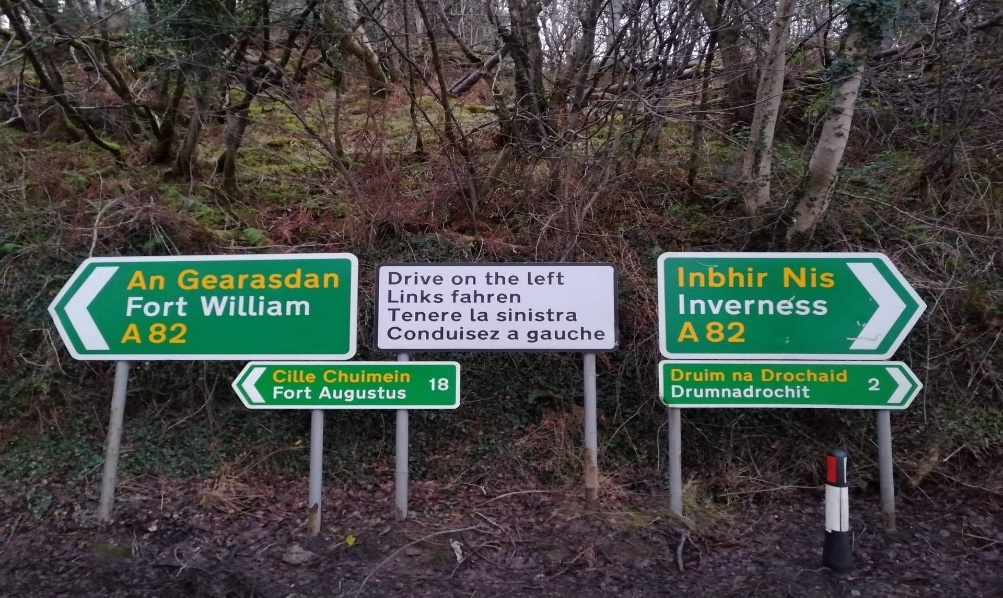 An Gearasdan
Fort William
A 82
Cille Chuimein
Fort Augustus
18
Drive on the left
Links fahren
Tenere la sinistra
Conduisez a gauche
Inbhir Nis
Inverness
A 82
Druim na Drochaid
Drumnadrochit
2